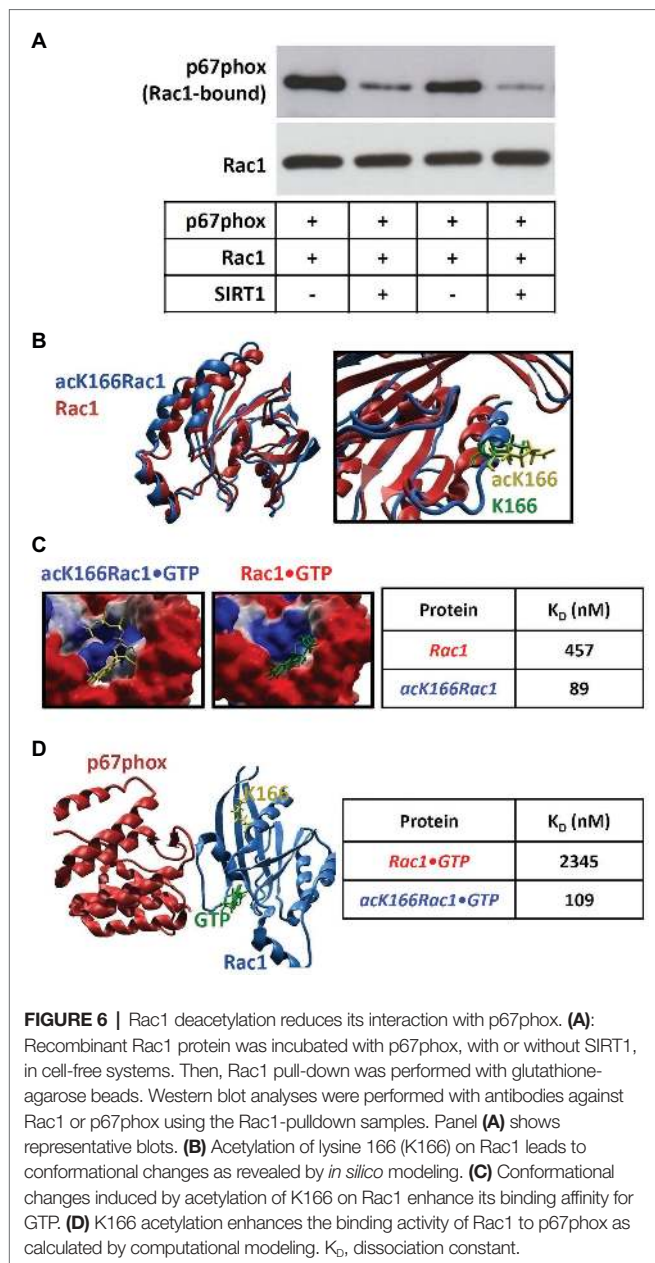 A
p67phox
(Rac1-bound)
Rac1
p67phox + + + +
Rac1 + + + +
SIRT1 - + - +
B
acK166Rac1
Rac1
acK166
K166
C
acK166Rac1•GTP
Rac1•GTP
Protein K_D (nM)
Rac1 457
acK166Rac1 89
D
p67phox
K166
GTP
Rac1
Protein K_D (nM)
Rac1•GTP 2345
acK166Rac1•GTP 109
FIGURE 6 | Rac1 deacetylation reduces its interaction with p67phox. (A):
Recombinant Rac1 protein was incubated with p67phox, with or without SIRT1,
in cell-free systems. Then, Rac1 pull-down was performed with glutathione-
agarose beads. Western blot analyses were performed with antibodies against
Rac1 or p67phox using the Rac1-pulldown samples. Panel (A) shows
representative blots. (B) Acetylation of lysine 166 (K166) on Rac1 leads to
conformational changes as revealed by in silico modeling. (C) Conformational
changes induced by acetylation of K166 on Rac1 enhance its binding affinity for
GTP. (D) K166 acetylation enhances the binding activity of Rac1 to p67phox as
calculated by computational modeling. K_D, dissociation constant.